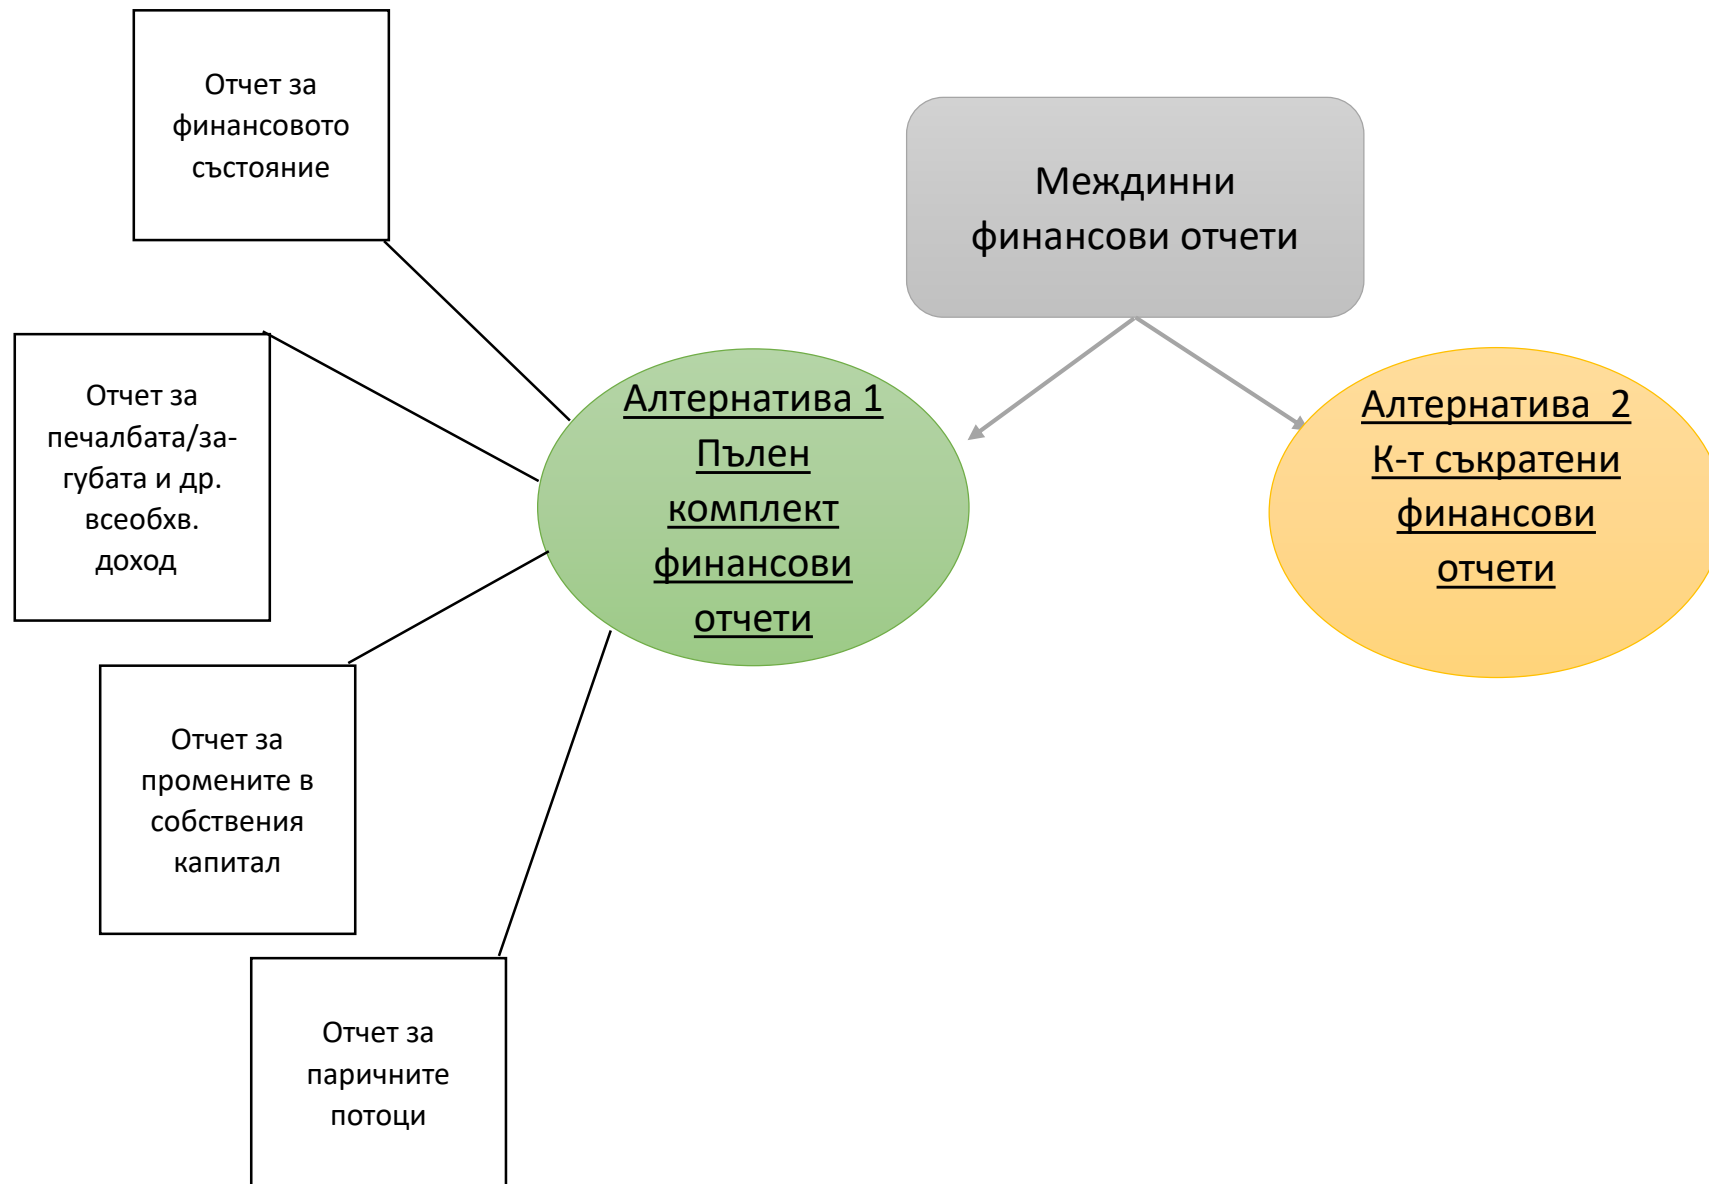 Отчет за
финансовото
състояние
Междинни
финансови отчети
Отчет за
печалбата/за-
губата и др.
всеобхв.
доход
Алтернатива 1
Пълен
комплект
финансови
отчети
Алтернатива  2
К-т съкратени
финансови
отчети
Отчет за
промените в
собствения
капитал
Отчет за
паричните
потоци